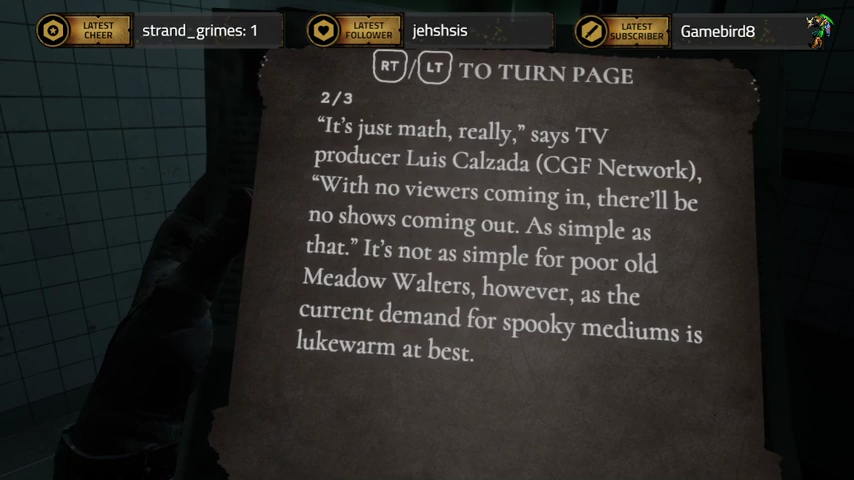 LATEST CHEER
strand_grimes: 1
LATEST FOLLOWER
jehshsis
LATEST SUBSCRIBER
Gamebird8
RT/LT TO TURN PAGE
2/3
“It’s just math, really,” says TV
producer Luis Calzada (CGF Network),
“With no viewers coming in, there’ll be
no shows coming out. As simple as
that.” It’s not as simple for poor old
Meadow Walters, however, as the
current demand for spooky mediums is
lukewarm at best.